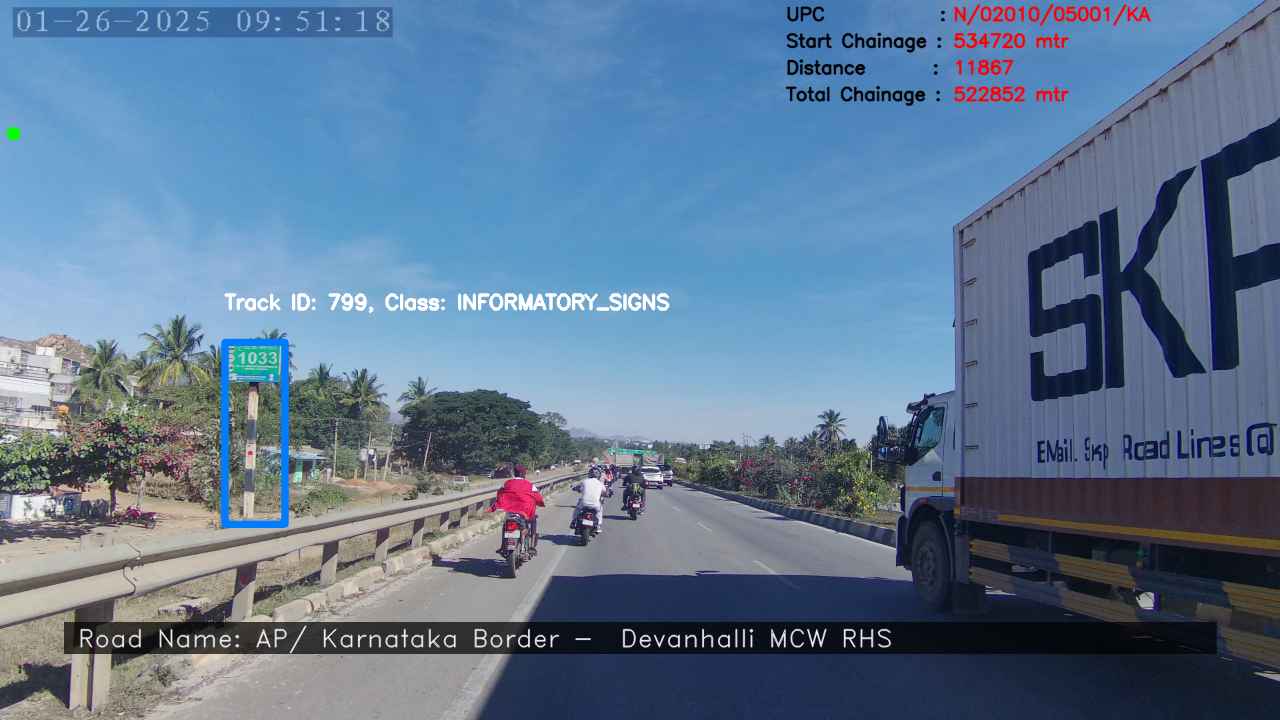 01-26-2025 09:51:18
UPC : N/02010/05001/KA
Start Chainage : 534720 mtr
Distance : 11867
Total Chainage : 522852 mtr
Track ID: 799, Class: INFORMATORY_SIGNS
1033
SKP
EMail. Skp Road Lines@
Road Name: AP/ Karnataka Border - Devanhalli MCW RHS